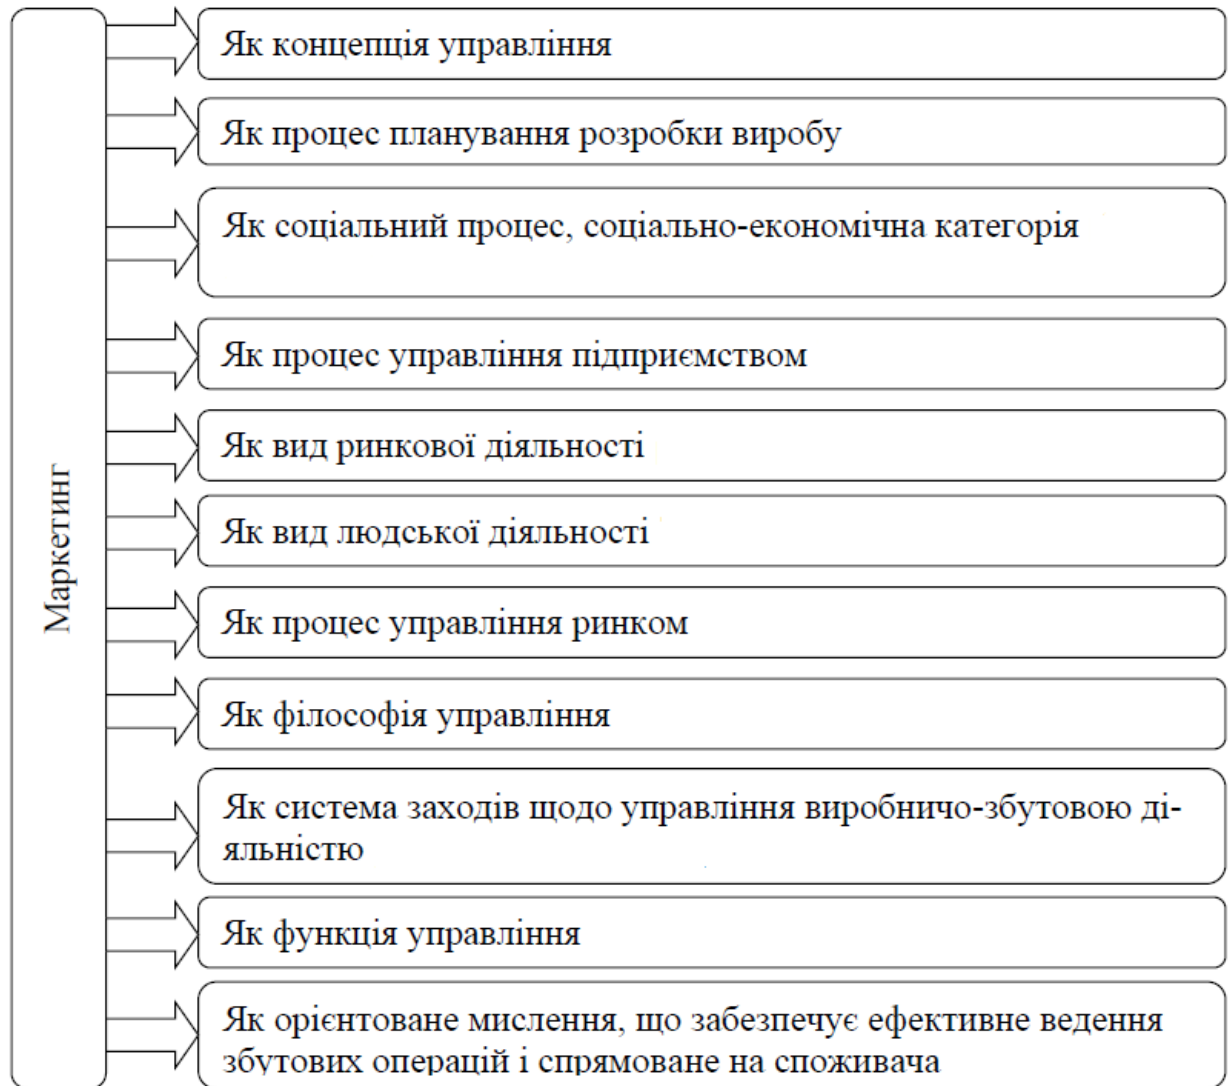 Маркетинг
Як концепція управління
Як процес планування розробки виробу
Як соціальний процес, соціально-економічна категорія
Як процес управління підприємством
Як вид ринкової діяльності
Як вид людської діяльності
Як процес управління ринком
Як філософія управління
Як система заходів щодо управління виробничо-збутовою ді-
яльністю
Як функція управління
Як орієнтоване мислення, що забезпечує ефективне ведення
збутових операцій і спрямоване на споживача